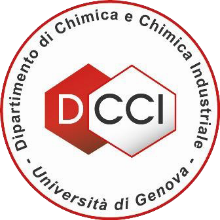 Dipartimento di Chimica e Chimica Industriale
DCCI
- Università di Genova -